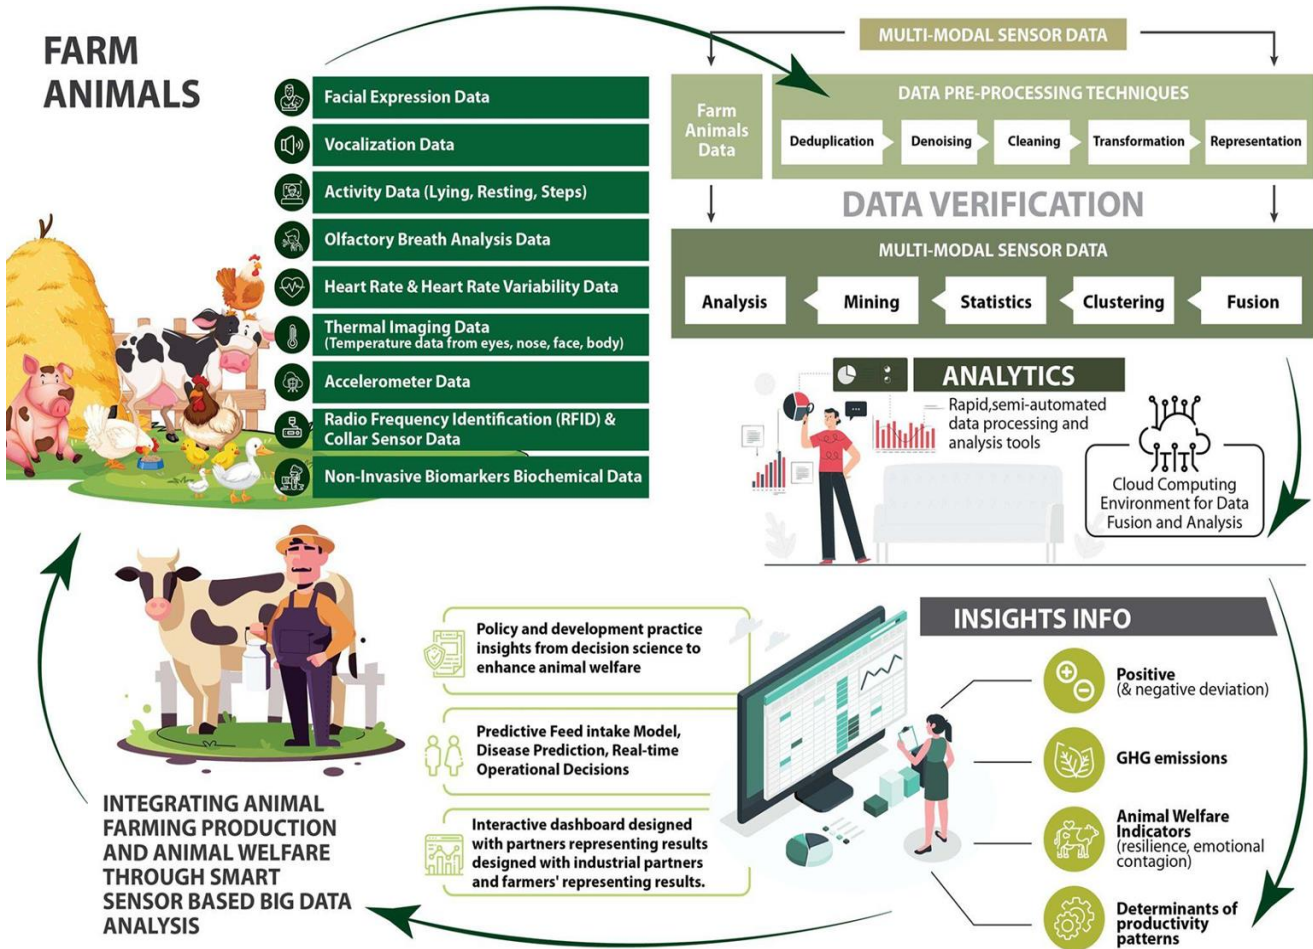 FARM
ANIMALS
Facial Expression Data
Vocalization Data
Activity Data (Lying, Resting, Steps)
Olfactory Breath Analysis Data
Heart Rate & Heart Rate Variability Data
Thermal Imaging Data
(Temperature data from eyes, nose, face, body)
Accelerometer Data
Radio Frequency Identification (RFID) &
Collar Sensor Data
Non-Invasive Biomarkers Biochemical Data
MULTI-MODAL SENSOR DATA
Farm
Animals
Data
DATA PRE-PROCESSING TECHNIQUES
Deduplication
Denoising
Cleaning
Transformation
Representation
DATA VERIFICATION
MULTI-MODAL SENSOR DATA
Analysis
Mining
Statistics
Clustering
Fusion
ANALYTICS
Rapid,semi-automated
data processing and
analysis tools
Cloud Computing
Environment for Data
Fusion and Analysis
INSIGHTS INFO
Positive
(& negative deviation)
GHG emissions
Animal Welfare
Indicators
(resilience, emotional
contagion)
Determinants of
productivity
patterns
Policy and development practice
insights from decision science to
enhance animal welfare
Predictive Feed intake Model,
Disease Prediction, Real-time
Operational Decisions
Interactive dashboard designed
with partners representing results
designed with industrial partners
and farmers' representing results.
INTEGRATING ANIMAL
FARMING PRODUCTION
AND ANIMAL WELFARE
THROUGH SMART
SENSOR BASED BIG DATA
ANALYSIS